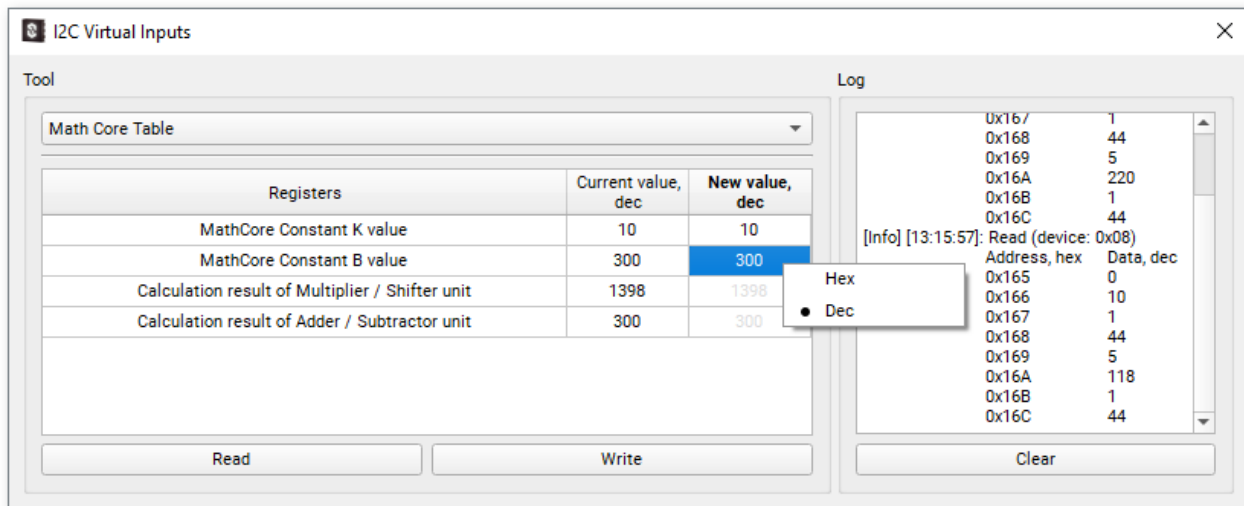 I2C Virtual Inputs
Tool
Math Core Table
Registers Current value, dec New value, dec
MathCore Constant K value 10 10
MathCore Constant B value 300 300
Calculation result of Multiplier / Shifter unit 1398 1398
Calculation result of Adder / Subtractor unit 300 300
Hex
Dec
Read Write
Log
0x167 1
0x168 44
0x169 5
0x16A 220
0x16B 1
0x16C 44
[Info] [13:15:57]: Read (device: 0x08)
Address, hex Data, dec
0x165 0
0x166 10
0x167 1
0x168 44
0x169 5
0x16A 118
0x16B 1
0x16C 44
Clear